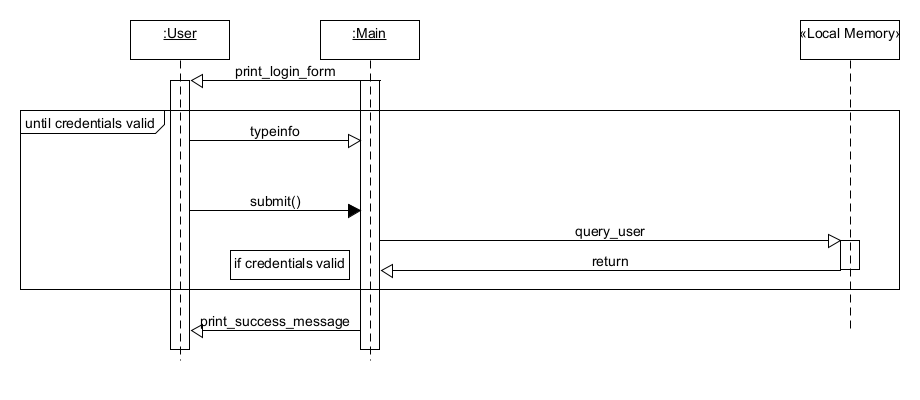 :User
:Main
«Local Memory»
print_login_form
until credentials valid
typeinfo
submit()
query_user
if credentials valid
return
print_success_message